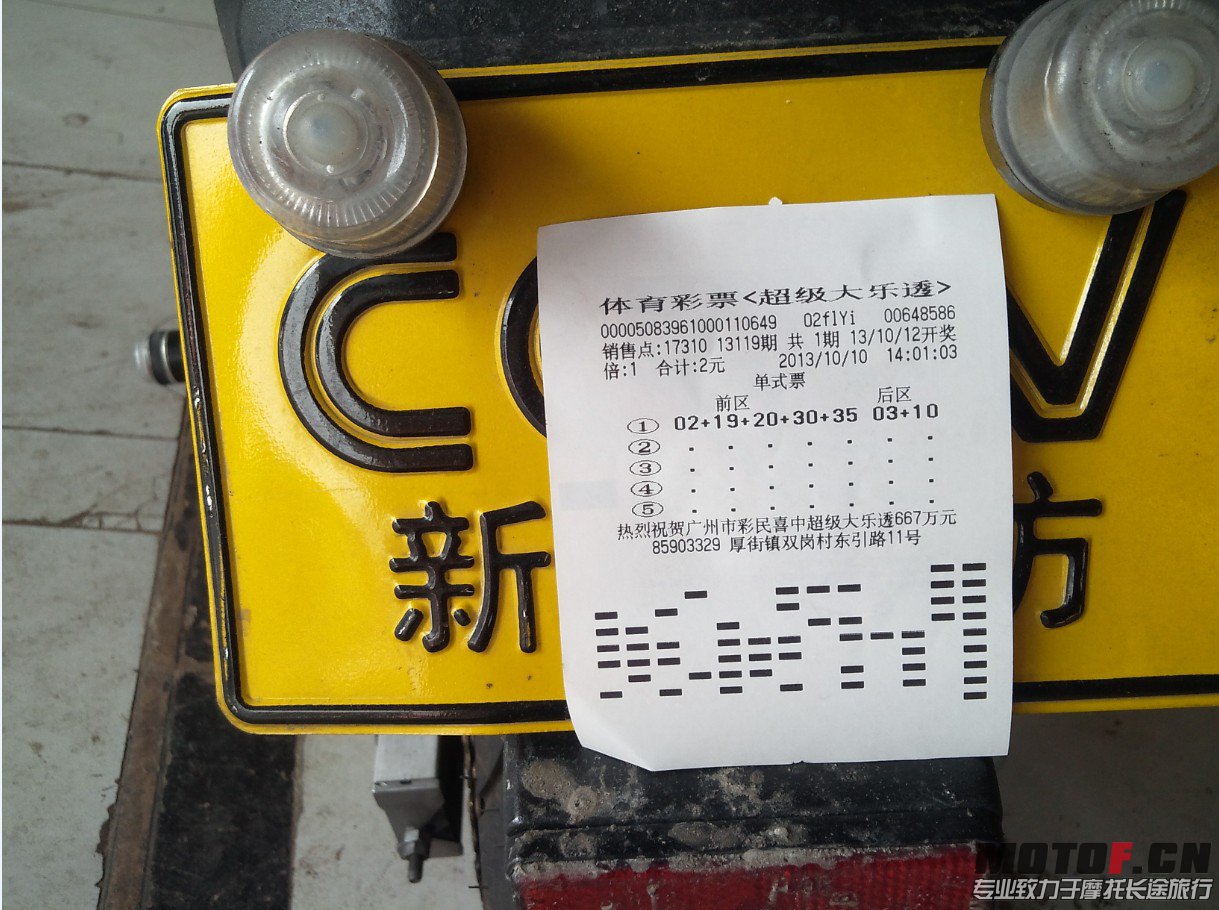 体育彩票<超级大乐透>
00005083961000110649 02flYi 00648586
销售点:17310 13119期 共 1期 13/10/12开奖
倍:1 合计:2元 2013/10/10 14:01:03
单式票
前区 后区
① 02+19+20+30+35 03+10
②
③
④
⑤
热烈祝贺广州市彩民喜中超级大乐透667万元
85903329 厚街镇双岗村东引路11号
新 方
MOTOF.CN
专业致力于摩托长途旅行